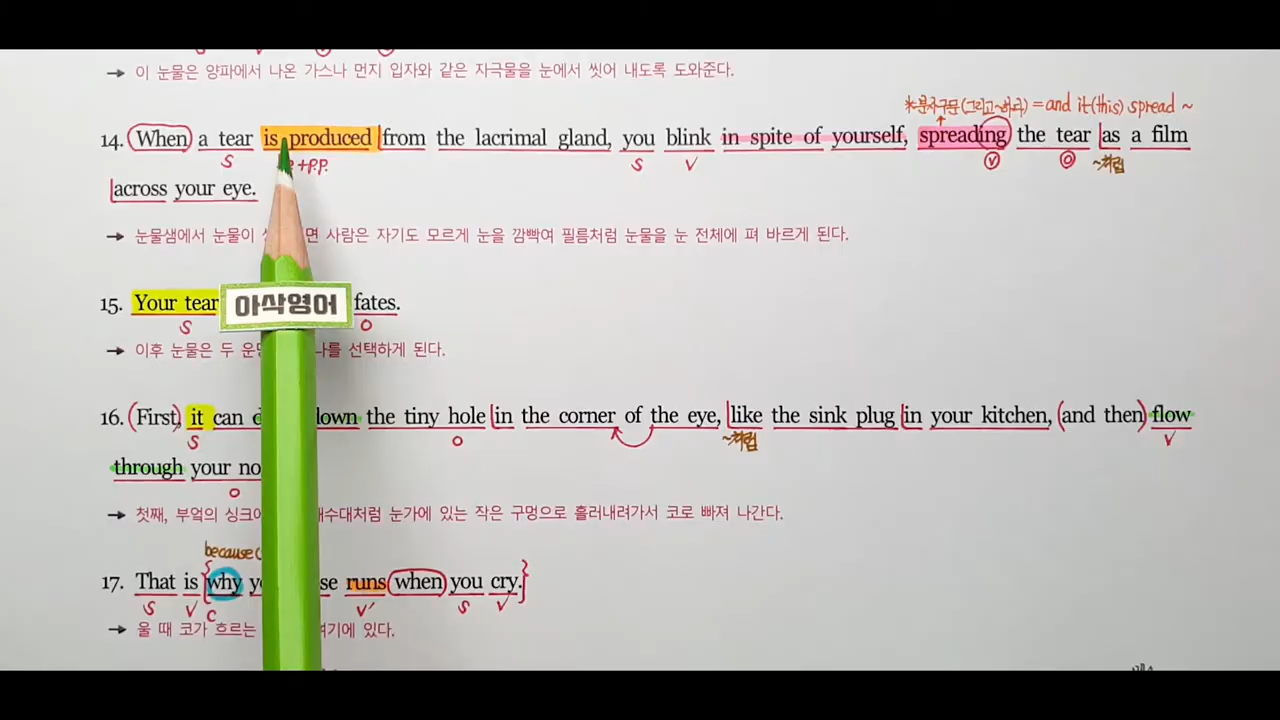 → 이 눈물은 양파에서 나온 가스나 먼지 입자와 같은 자극물을 눈에서 씻어 내도록 도와준다.
*분사구문(그리고~하다) = and it(this) spread ~
14. When a tear is produced from the lacrimal gland, you blink in spite of yourself, spreading the tear as a film
S +p.p. S V V O ~처럼
across your eye.
→ 눈물샘에서 눈물이 면 사람은 자기도 모르게 눈을 깜빡여 필름처럼 눈물을 눈 전체에 펴 바르게 된다.
15. Your tear fates.
아삭영어
S O
→ 이후 눈물은 두 나를 선택하게 된다.
16. (First, it can down the tiny hole in the corner of the eye, like the sink plug in your kitchen, (and then) flow
S O ~처럼 V
through your no
O
→ 첫째, 부엌의 싱크 수대처럼 눈가에 있는 작은 구멍으로 흘러내려가서 코로 빠져 나간다.
because
17. That is {why se runs when you cry.}
S V C V' S V
→ 울 때 코가 흐르는 여기에 있다.